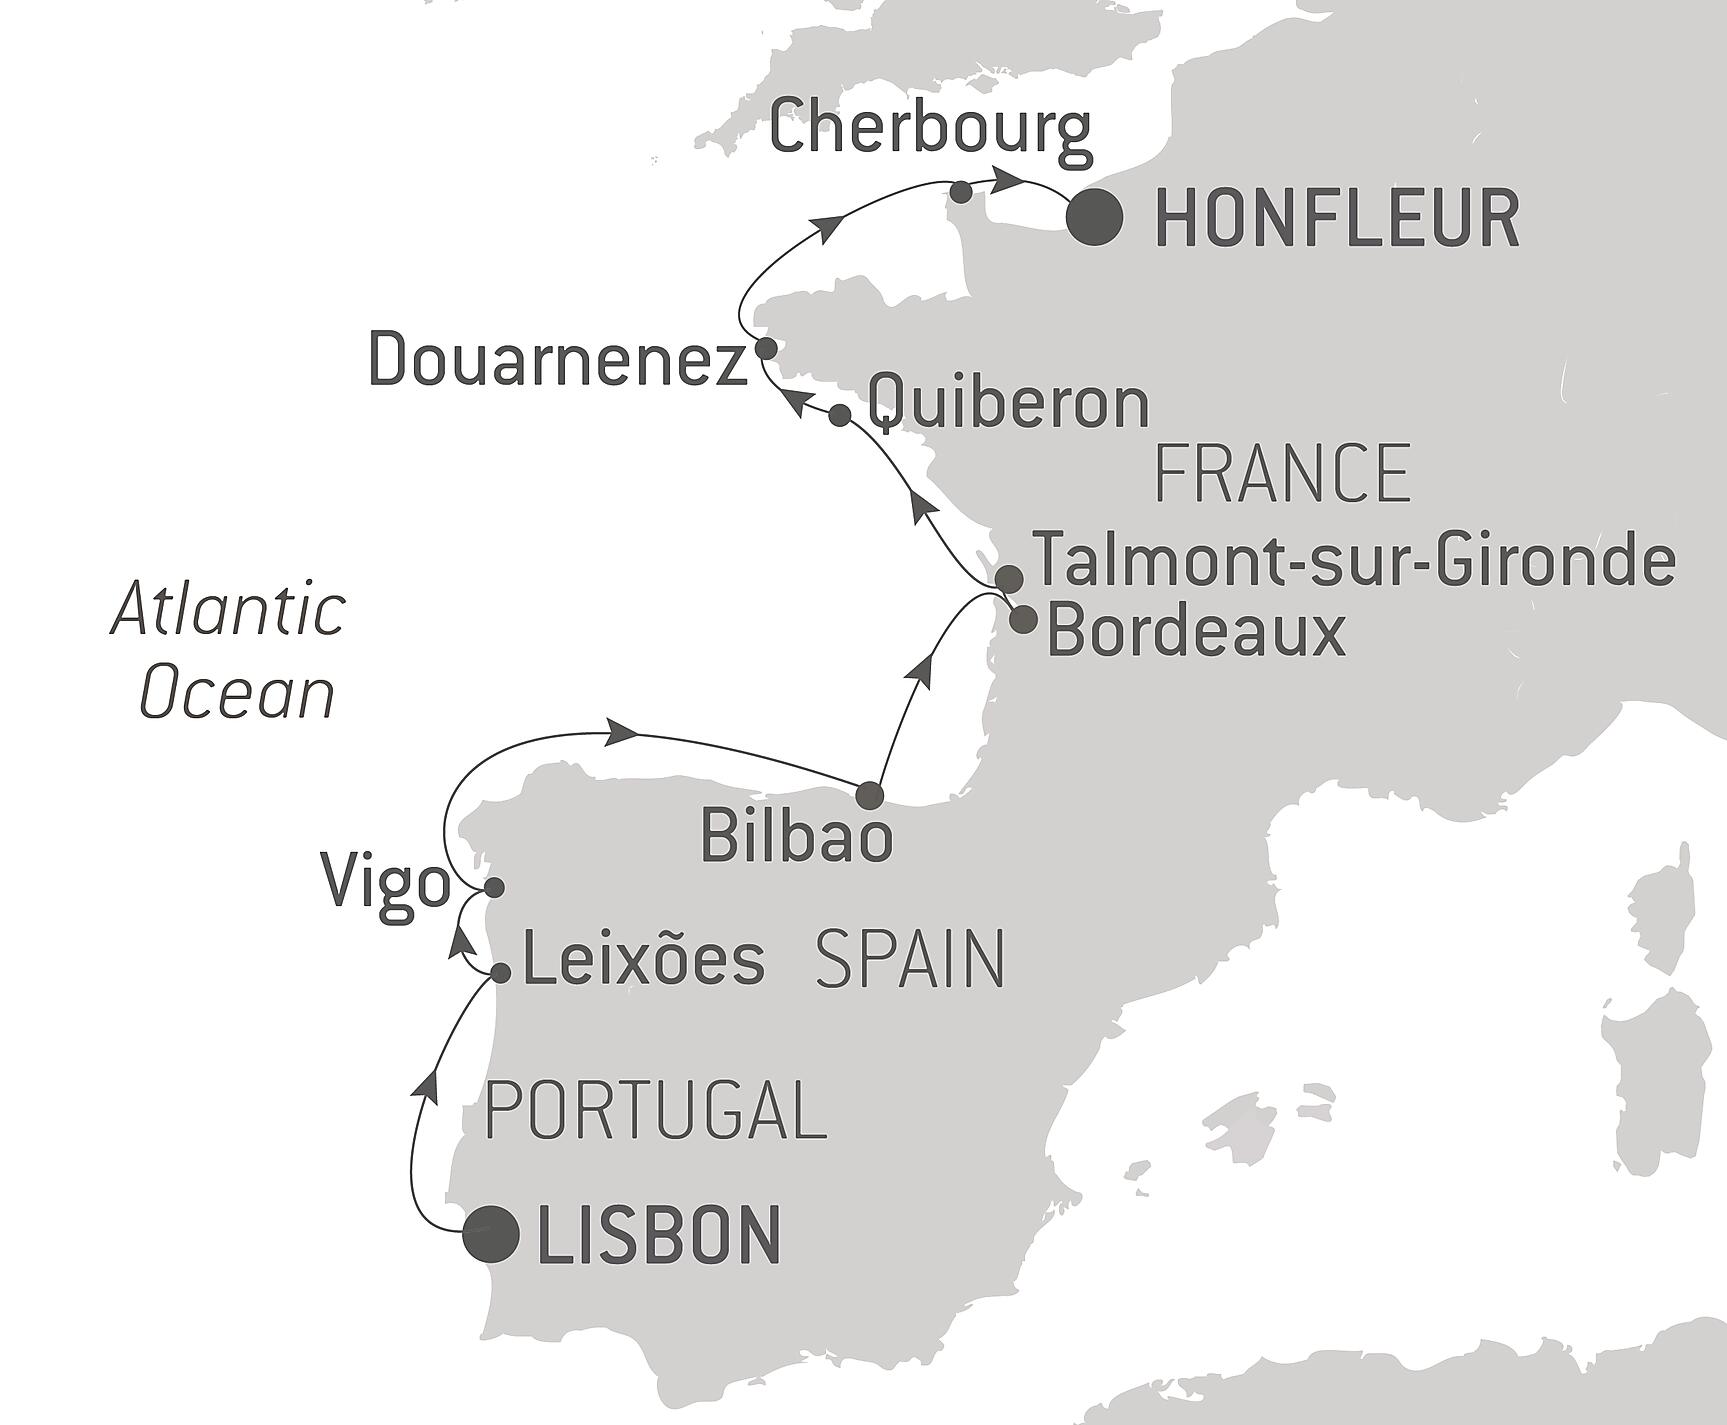 Cherbourg
HONFLEUR
Douarnenez
Quiberon
FRANCE
Talmont-sur-Gironde
Atlantic
Ocean
Bordeaux
Bilbao
Vigo
Leixões
SPAIN
PORTUGAL
LISBON